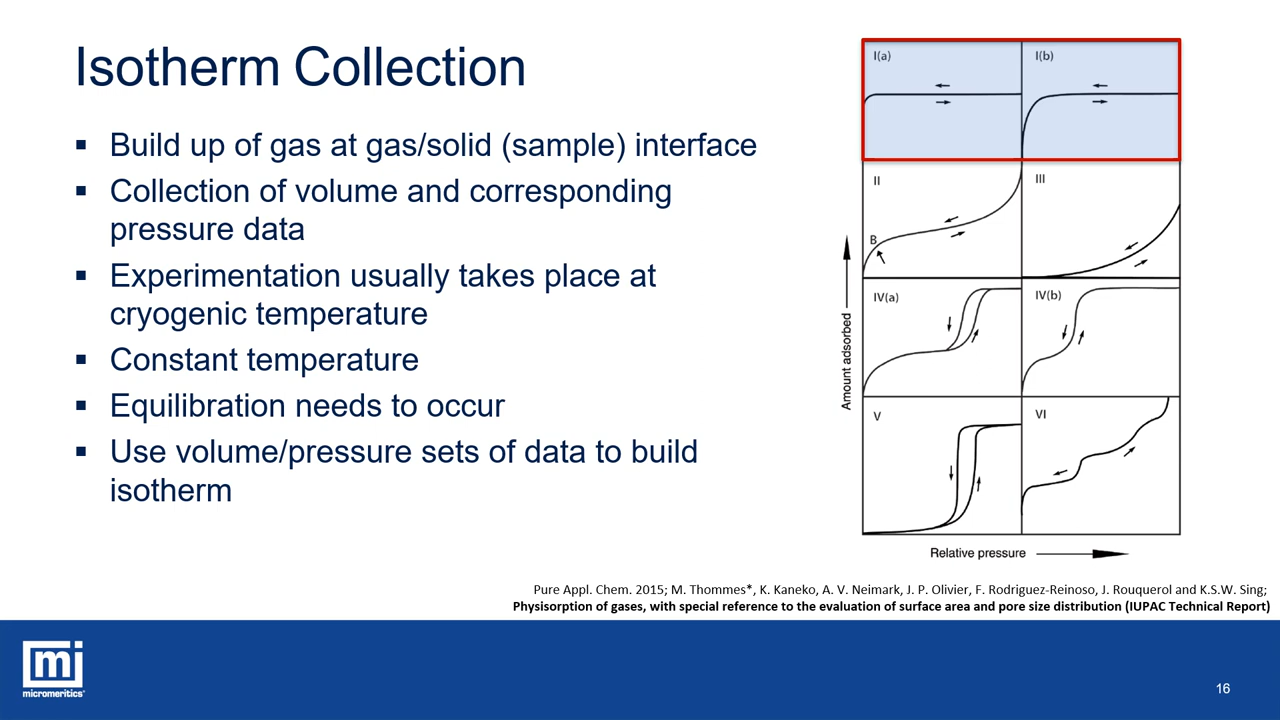 Isotherm Collection
▪ Build up of gas at gas/solid (sample) interface
▪ Collection of volume and corresponding
pressure data
▪ Experimentation usually takes place at
cryogenic temperature
▪ Constant temperature
▪ Equilibration needs to occur
▪ Use volume/pressure sets of data to build
isotherm
I(a)
I(b)
II
III
B
IV(a)
IV(b)
V
VI
Amount adsorbed
Relative pressure
Pure Appl. Chem. 2015; M. Thommes*, K. Kaneko, A. V. Neimark, J. P. Olivier, F. Rodriguez-Reinoso, J. Rouquerol and K.S.W. Sing;
Physisorption of gases, with special reference to the evaluation of surface area and pore size distribution (IUPAC Technical Report)
mi
micromeritics®
16